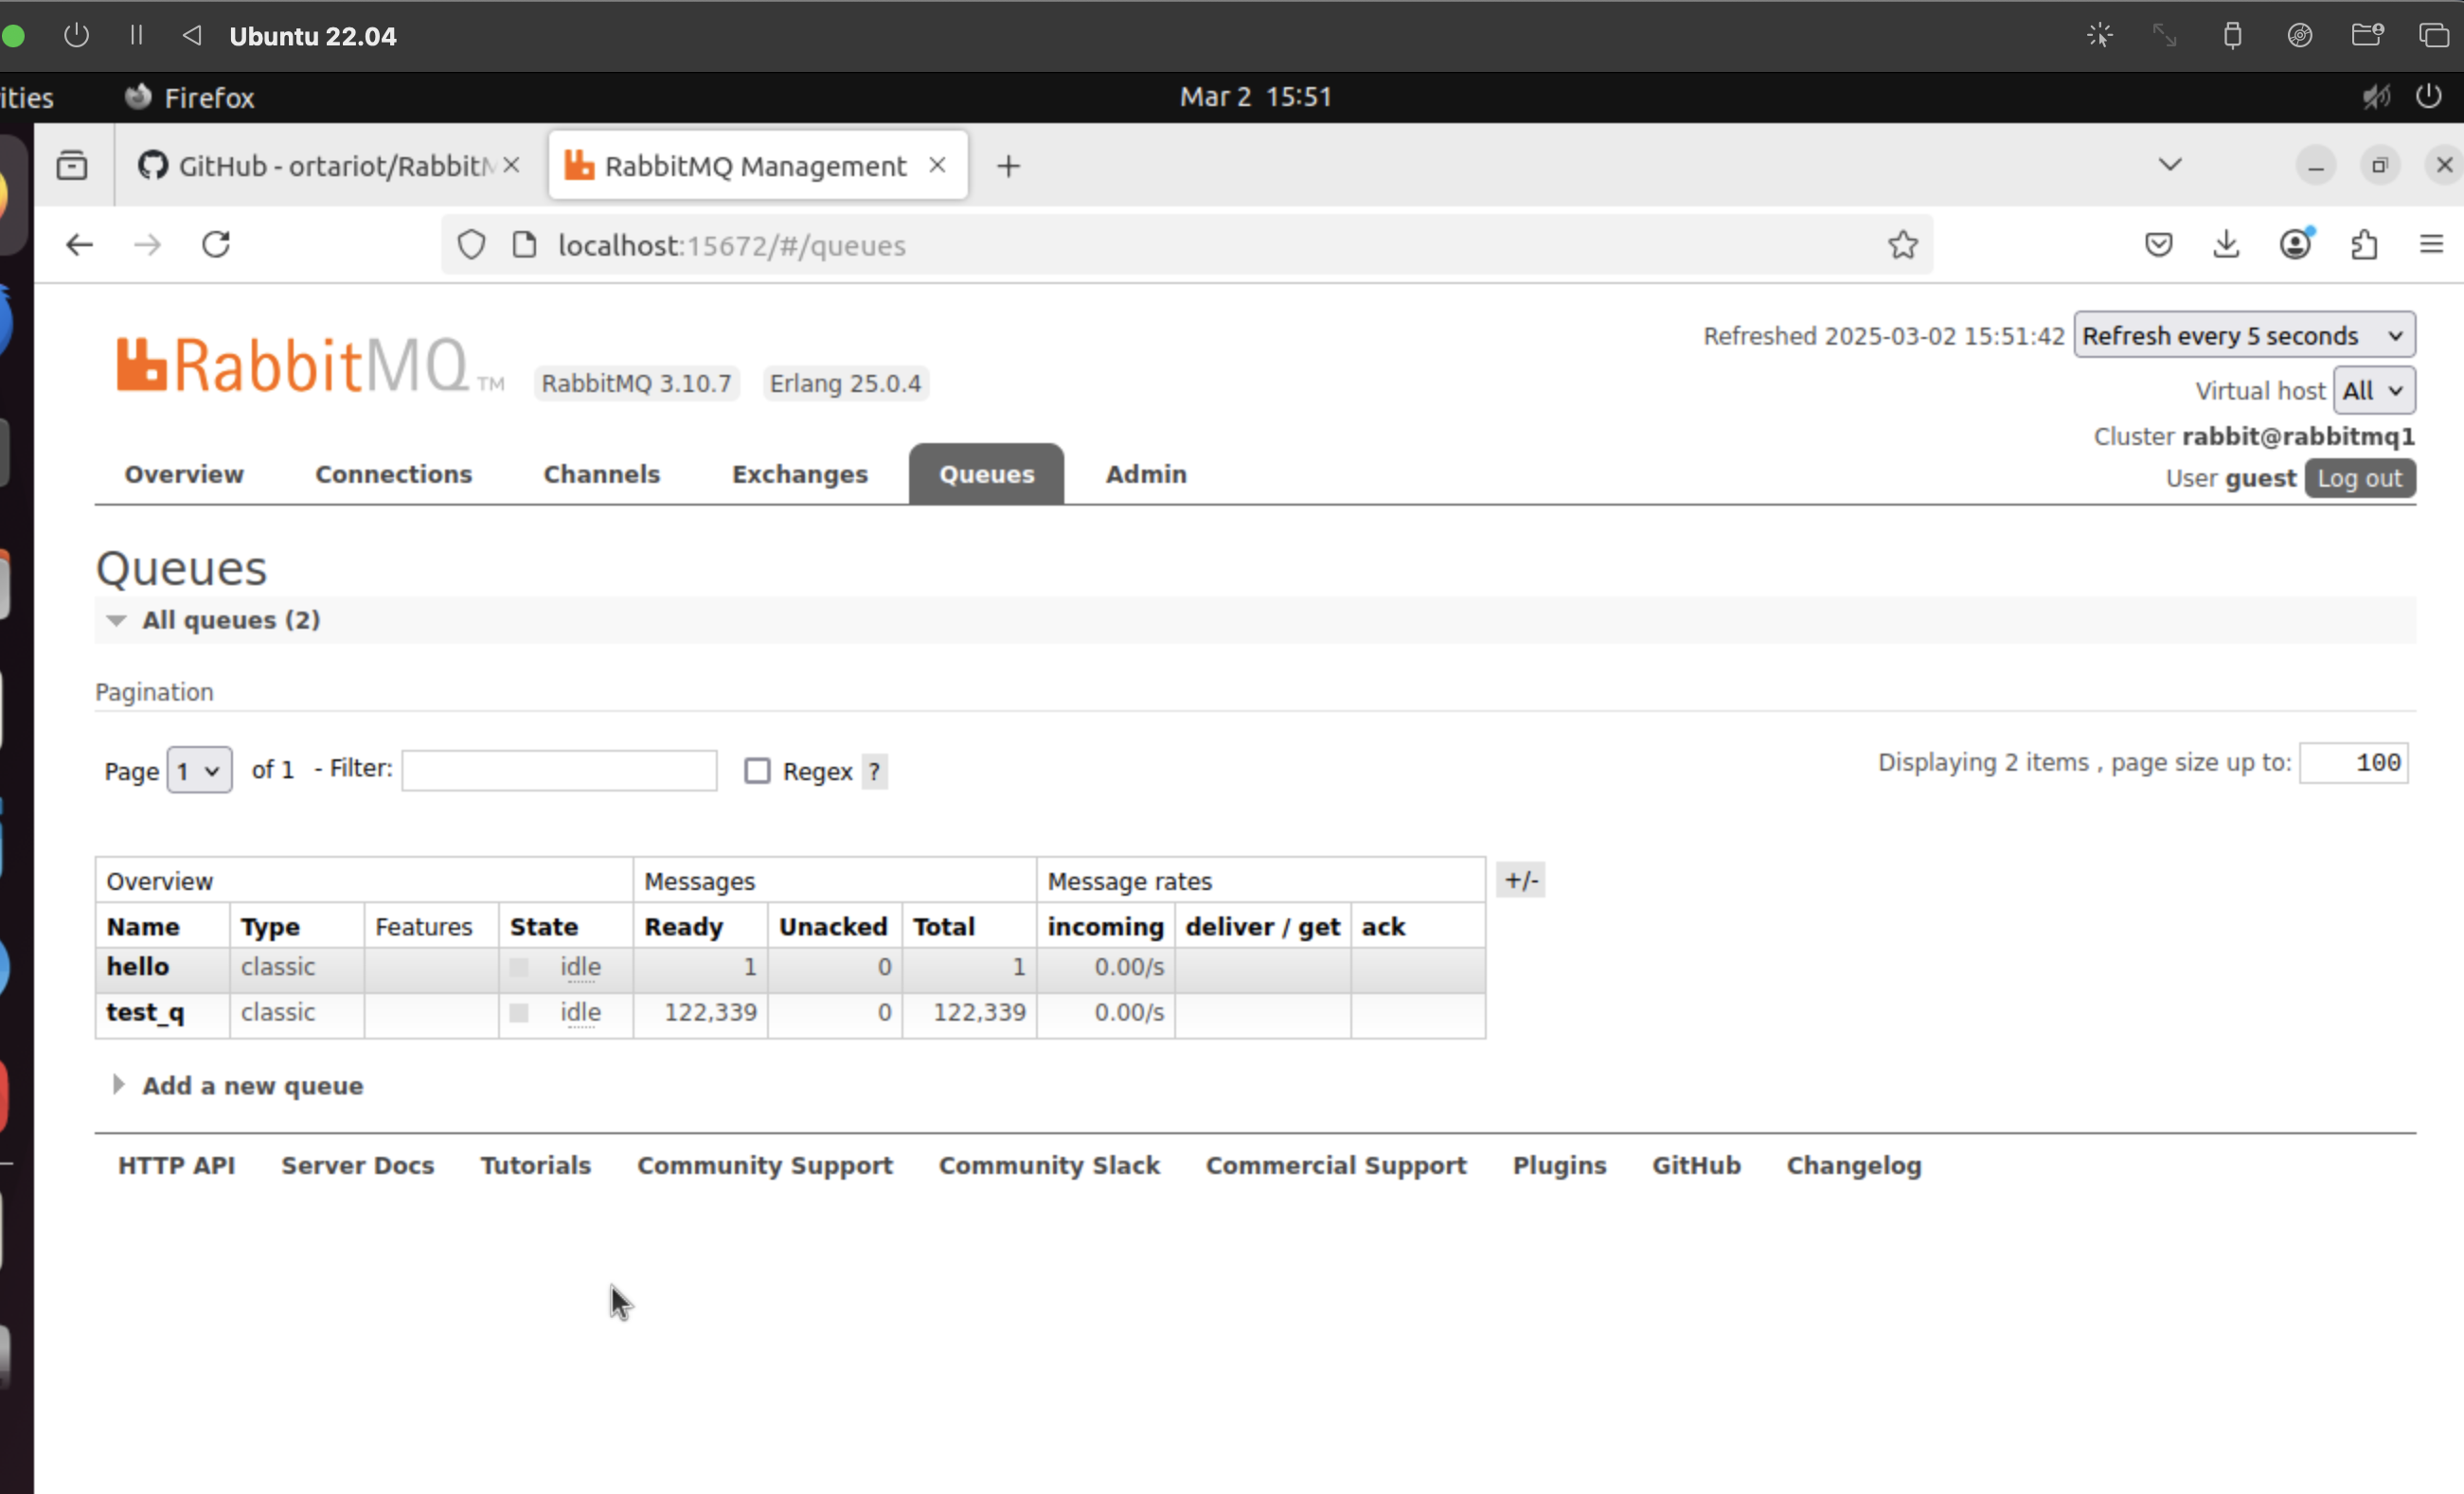 Ubuntu 22.04
ities Firefox Mar 2 15:51
GitHub - ortariot/Rabbit RabbitMQ Management
localhost:15672/#/queues
Refreshed 2025-03-02 15:51:42 Refresh every 5 seconds
RabbitMQ TM RabbitMQ 3.10.7 Erlang 25.0.4
Virtual host All
Cluster rabbit@rabbitmq1
User guest Log out
Overview Connections Channels Exchanges Queues Admin
Queues
All queues (2)
Pagination
Page 1 of 1 - Filter: Regex ? Displaying 2 items , page size up to: 100
Overview Messages Message rates +/-
Name Type Features State Ready Unacked Total incoming deliver / get ack
hello classic idle 1 0 1 0.00/s
test_q classic idle 122,339 0 122,339 0.00/s
Add a new queue
HTTP API Server Docs Tutorials Community Support Community Slack Commercial Support Plugins GitHub Changelog